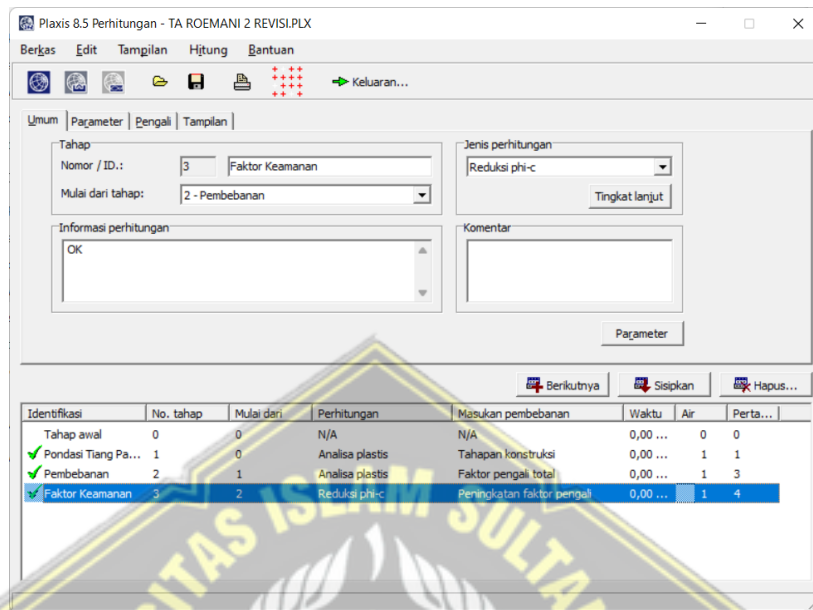 Plaxis 8.5 Perhitungan - TA ROEMANI 2 REVISI.PLX
Berkas Edit Tampilan Hitung Bantuan
Keluaran...
Umum Parameter Pengali Tampilan
Tahap
Nomor / ID.: 3 Faktor Keamanan
Mulai dari tahap: 2 - Pembebanan
Jenis perhitungan
Reduksi phi-c
Tingkat lanjut
Informasi perhitungan
OK
Komentar
Parameter
Berikutnya Sisipkan Hapus...
Identifikasi No. tahap Mulai dari Perhitungan Masukan pembebanan Waktu Air Perta...
Tahap awal 0 0 N/A N/A 0,00 ... 0 0
Pondasi Tiang Pa... 1 0 Analisa plastis Tahapan konstruksi 0,00 ... 1 1
Pembebanan 2 1 Analisa plastis Faktor pengali total 0,00 ... 1 3
Faktor Keamanan 3 2 Reduksi phi-c Peningkatan faktor pengali 0,00 ... 1 4
ITAS ISLAM SULTA